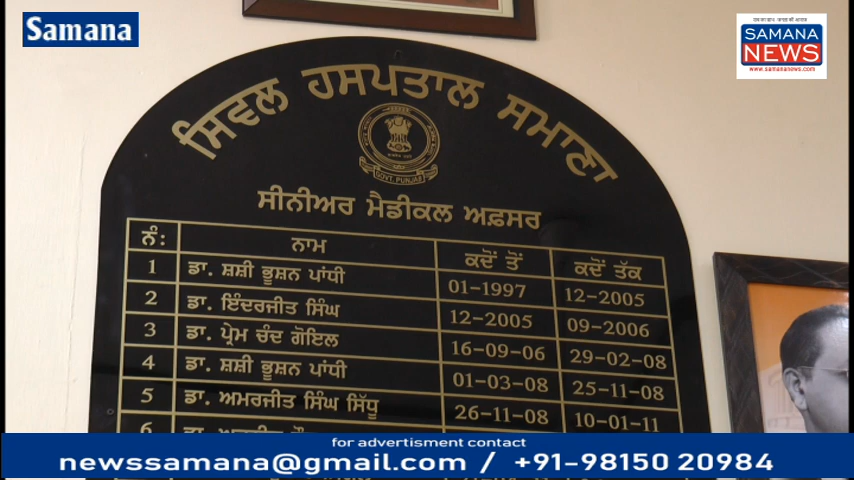 Samana
SAMANA
NEWS
www.samananews.com
ਸਿਵਲ ਹਸਪਤਾਲ ਸਮਾਣਾ
GOVT. PUNJAB
ਸੀਨੀਅਰ ਮੈਡੀਕਲ ਅਫ਼ਸਰ
ਨੰ: ਨਾਮ ਕਦੋਂ ਤੋਂ ਕਦੋਂ ਤੱਕ
1 ਡਾ. ਸ਼ਸ਼ੀ ਭੂਸ਼ਨ ਪਾਂਧੀ 01-1997 12-2005
2 ਡਾ. ਇੰਦਰਜੀਤ ਸਿੰਘ 12-2005 09-2006
3 ਡਾ. ਪ੍ਰੇਮ ਚੰਦ ਗੋਇਲ 16-09-06 29-02-08
4 ਡਾ. ਸ਼ਸ਼ੀ ਭੂਸ਼ਨ ਪਾਂਧੀ 01-03-08 25-11-08
5 ਡਾ. ਅਮਰਜੀਤ ਸਿੰਘ ਸਿੱਧੂ 26-11-08 10-01-11
6 ਡਾ.
for advertisment contact
newssamana@gmail.com / +91-98150 20984